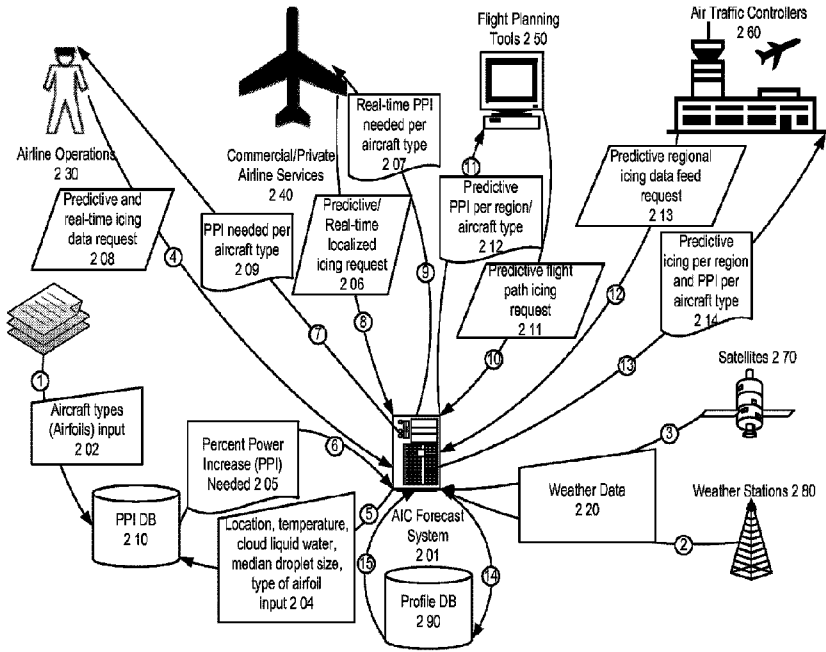 Airline Operations
2 30
Commercial/Private
Airline Services
2 40
Flight Planning
Tools 2 50
Air Traffic Controllers
2 60
Real-time PPI
needed per
aircraft type
2 07
Predictive and
real-time icing
data request
2 08
PPI needed per
aircraft type
2 09
Predictive/
Real-time
localized
icing request
2 06
Predictive
PPI per region/
aircraft type
2 12
Predictive flight
path icing
request
2 11
Predictive regional
icing data feed
request
2 13
Predictive
icing per region
and PPI per
aircraft type
2 14
4
7
8
9
11
10
12
13
1
Aircraft types
(Airfoils) input
2 02
Percent Power
Increase (PPI)
Needed 2 05
6
5
PPI DB
2 10
Location, temperature,
cloud liquid water,
median droplet size,
type of airfoil
input 2 04
AIC Forecast
System
2 01
15
14
Profile DB
2 90
Satellites 2 70
3
Weather Data
2 20
Weather Stations 2 80
2